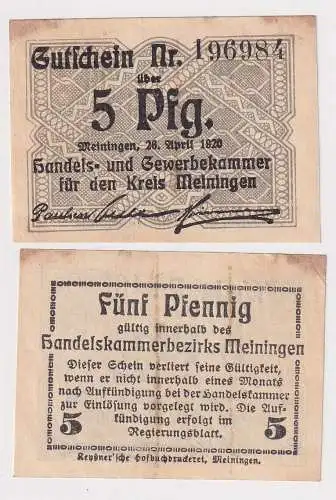 Gutschein Nr. 196984
über
5 Pfg.
Meiningen, 28. April 1920
Handels- und Gewerbekammer
für den Kreis Meiningen
Fünf Pfennig
gültig innerhalb des
Handelskammerbezirks Meiningen
Dieser Schein verliert seine Gültigkeit,
wenn er nicht innerhalb eines Monats
nach Aufkündigung bei der Handelskammer
zur Einlösung vorgelegt wird. Die Auf-
5 kündigung erfolgt im 5
Regierungsblatt.
Keyßner'sche Hofbuchdruckerei, Meiningen.